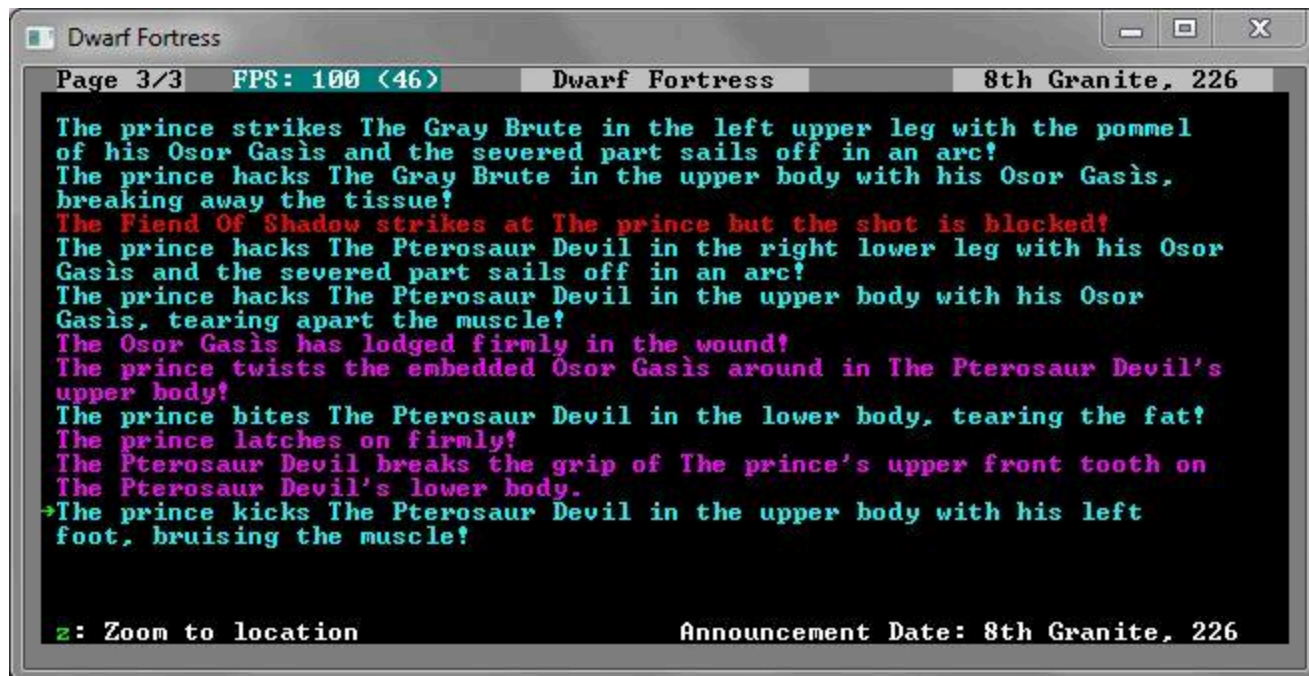 Dwarf Fortress
Page 3/3 FPS: 100 (46) Dwarf Fortress 8th Granite, 226
The prince strikes The Gray Brute in the left upper leg with the pommel
of his Osor Gasìs and the severed part sails off in an arc!
The prince hacks The Gray Brute in the upper body with his Osor Gasìs,
breaking away the tissue!
The Fiend Of Shadow strikes at The prince but the shot is blocked!
The prince hacks The Pterosaur Devil in the right lower leg with his Osor
Gasìs and the severed part sails off in an arc!
The prince hacks The Pterosaur Devil in the upper body with his Osor
Gasìs, tearing apart the muscle!
The Osor Gasìs has lodged firmly in the wound!
The prince twists the embedded Osor Gasìs around in The Pterosaur Devil's
upper body!
The prince bites The Pterosaur Devil in the lower body, tearing the fat!
The prince latches on firmly!
The Pterosaur Devil breaks the grip of The prince's upper front tooth on
The Pterosaur Devil's lower body.
→The prince kicks The Pterosaur Devil in the upper body with his left
foot, bruising the muscle!
z: Zoom to location Announcement Date: 8th Granite, 226